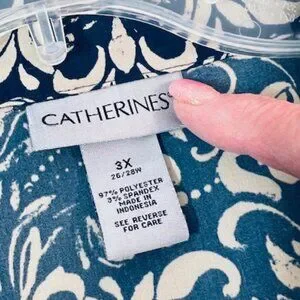 CATHERINES
3X
26/28W
97% POLYESTER
3% SPANDEX
MADE IN
INDONESIA
SEE REVERSE
FOR CARE